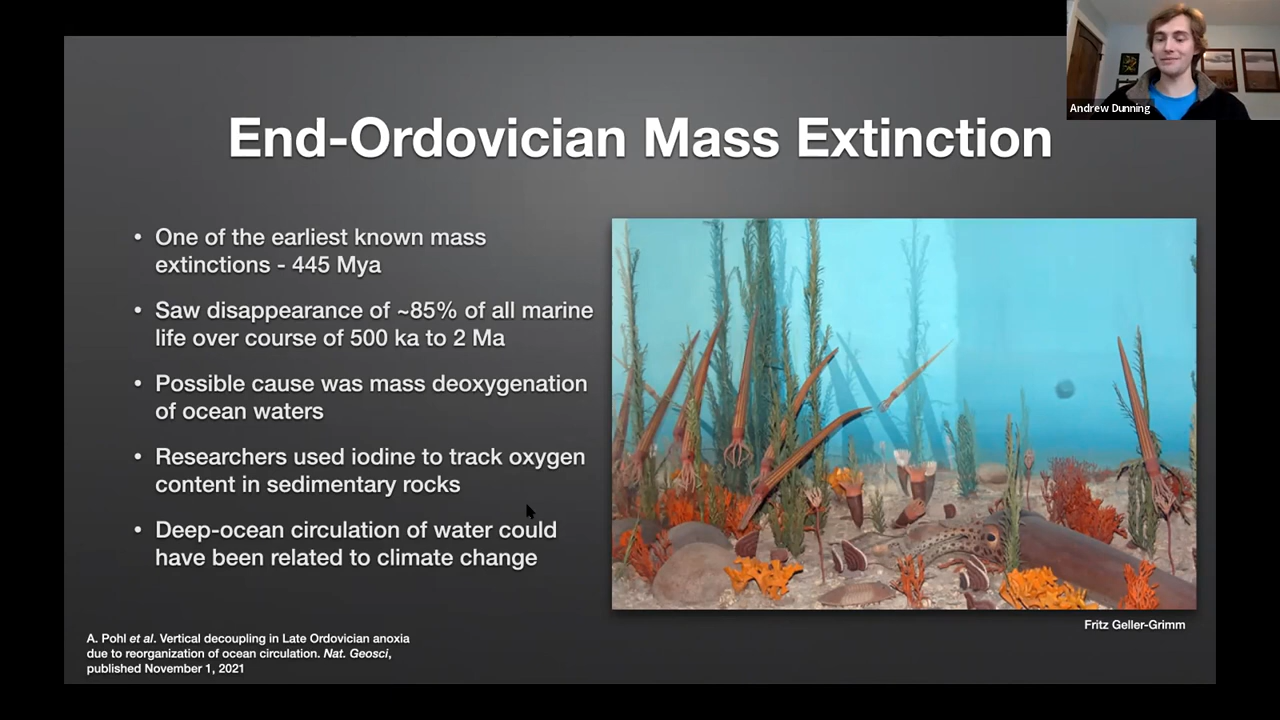 Andrew Dunning
End-Ordovician Mass Extinction
• One of the earliest known mass
extinctions - 445 Mya
• Saw disappearance of ~85% of all marine
life over course of 500 ka to 2 Ma
• Possible cause was mass deoxygenation
of ocean waters
• Researchers used iodine to track oxygen
content in sedimentary rocks
• Deep-ocean circulation of water could
have been related to climate change
Fritz Geller-Grimm
A. Pohl et al. Vertical decoupling in Late Ordovician anoxia
due to reorganization of ocean circulation. Nat. Geosci,
published November 1, 2021